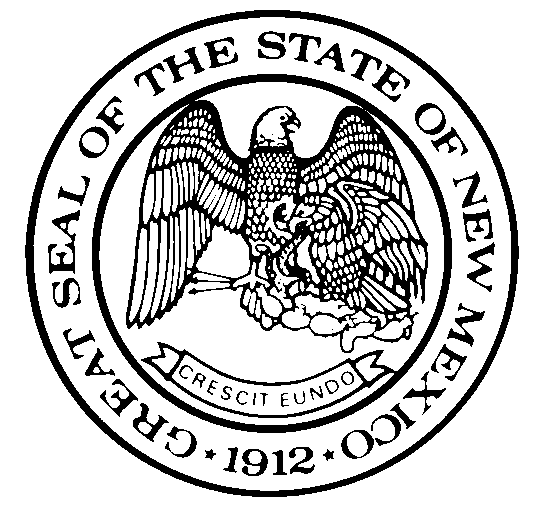 GREAT SEAL OF THE STATE OF NEW MEXICO
CRESCIT EUNDO
★ 1912 ★